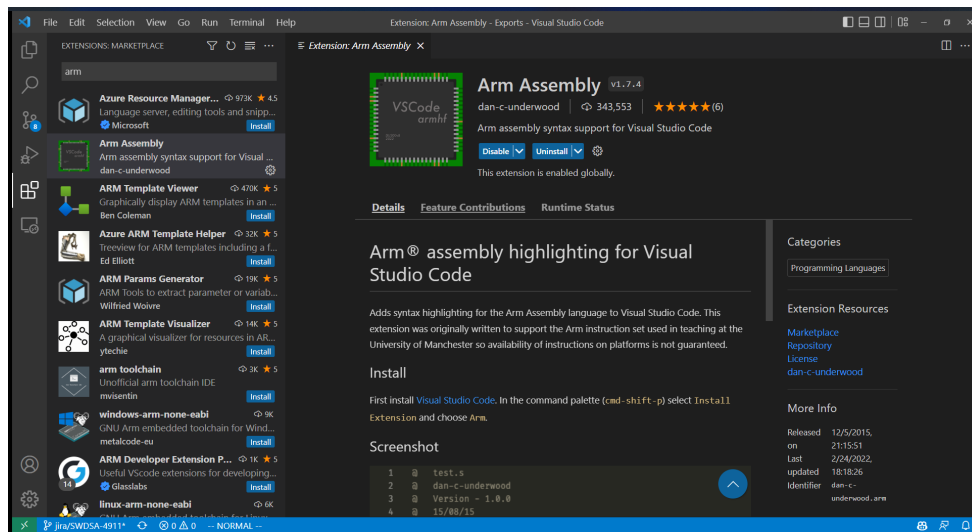 File Edit Selection View Go Run Terminal Help
Extension: Arm Assembly - Exports - Visual Studio Code
EXTENSIONS: MARKETPLACE
arm
Azure Resource Manager... 973K ★ 4.5
Language server, editing tools and snipp...
Microsoft Install
Arm Assembly
Arm assembly syntax support for Visual ...
dan-c-underwood
ARM Template Viewer 470K ★ 5
Graphically display ARM templates in an ...
Ben Coleman Install
Azure ARM Template Helper 32K ★ 5
Treeview for ARM templates including a f...
Ed Elliott Install
ARM Params Generator 19K ★ 5
ARM Tools to extract parameter or variab...
Wilfried Woivre Install
ARM Template Visualizer 14K ★ 5
A graphical visualizer for resources in AR...
ytechie Install
arm toolchain 3K ★ 5
Unofficial arm toolchain IDE
mvisentin Install
windows-arm-none-eabi 9K
GNU Arm embedded toolchain for Wind...
metalcode-eu Install
ARM Developer Extension P... 1K ★ 5
Useful VScode extensions for developing...
Glasslabs Install
linux-arm-none-eabi 6K
8
14
Extension: Arm Assembly
VSCode
armhf
Arm Assembly v1.7.4
dan-c-underwood 343,553 ★★★★★(6)
Arm assembly syntax support for Visual Studio Code
Disable Uninstall
This extension is enabled globally.
Details Feature Contributions Runtime Status
Arm® assembly highlighting for Visual
Studio Code
Adds syntax highlighting for the Arm Assembly language to Visual Studio Code. This
extension was originally written to support the Arm instruction set used in teaching at the
University of Manchester so availability of instructions on platforms is not guaranteed.
Install
First install Visual Studio Code. In the command palette (cmd-shift-p) select Install
Extension and choose Arm.
Screenshot
1 @ test.s
2 @ dan-c-underwood
3 @ Version - 1.0.0
4 @ 15/08/15
Categories
Programming Languages
Extension Resources
Marketplace
Repository
License
dan-c-underwood
More Info
Released 12/5/2015,
on 21:15:51
Last 2/24/2022,
updated 18:18:26
Identifier dan-c-
underwood.arm
jira/SWDSA-4911* 0 0 -- NORMAL --